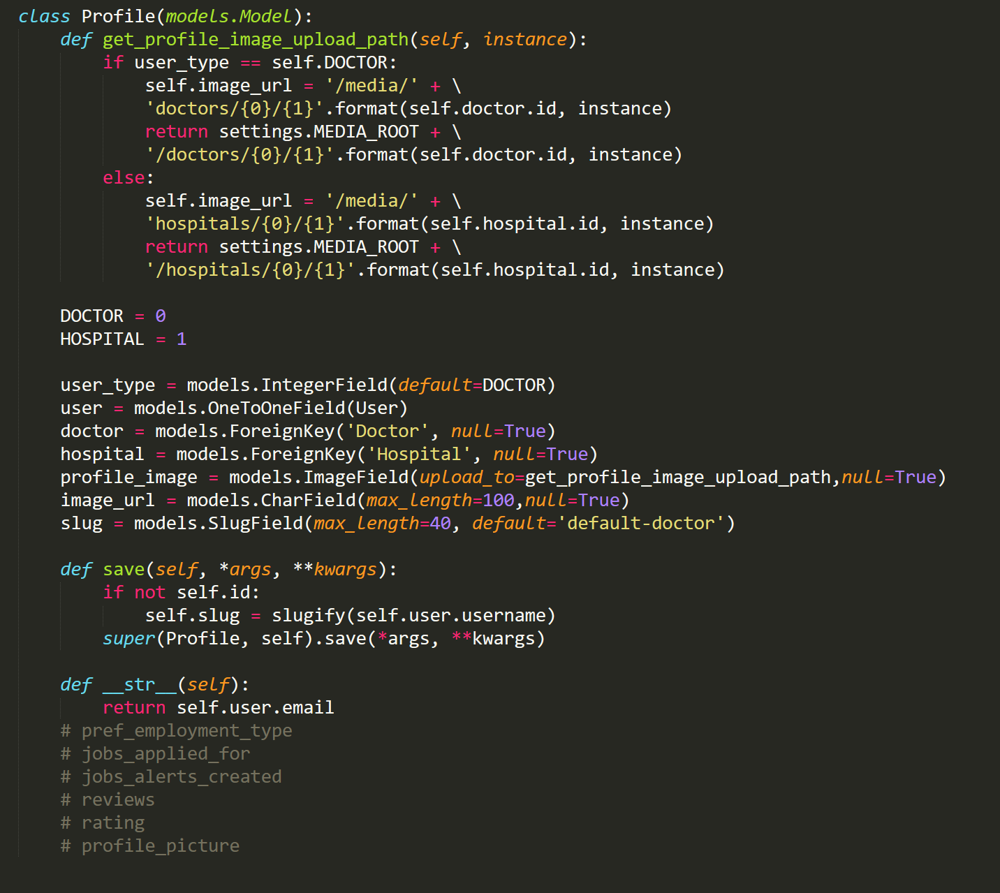 class Profile(models.Model):
    def get_profile_image_upload_path(self, instance):
        if user_type == self.DOCTOR:
            self.image_url = '/media/' + \
            'doctors/{0}/{1}'.format(self.doctor.id, instance)
            return settings.MEDIA_ROOT + \
            '/doctors/{0}/{1}'.format(self.doctor.id, instance)
        else:
            self.image_url = '/media/' + \
            'hospitals/{0}/{1}'.format(self.hospital.id, instance)
            return settings.MEDIA_ROOT + \
            '/hospitals/{0}/{1}'.format(self.hospital.id, instance)

    DOCTOR = 0
    HOSPITAL = 1

    user_type = models.IntegerField(default=DOCTOR)
    user = models.OneToOneField(User)
    doctor = models.ForeignKey('Doctor', null=True)
    hospital = models.ForeignKey('Hospital', null=True)
    profile_image = models.ImageField(upload_to=get_profile_image_upload_path,null=True)
    image_url = models.CharField(max_length=100,null=True)
    slug = models.SlugField(max_length=40, default='default-doctor')

    def save(self, *args, **kwargs):
        if not self.id:
            self.slug = slugify(self.user.username)
        super(Profile, self).save(*args, **kwargs)

    def __str__(self):
        return self.user.email
    # pref_employment_type
    # jobs_applied_for
    # jobs_alerts_created
    # reviews
    # rating
    # profile_picture